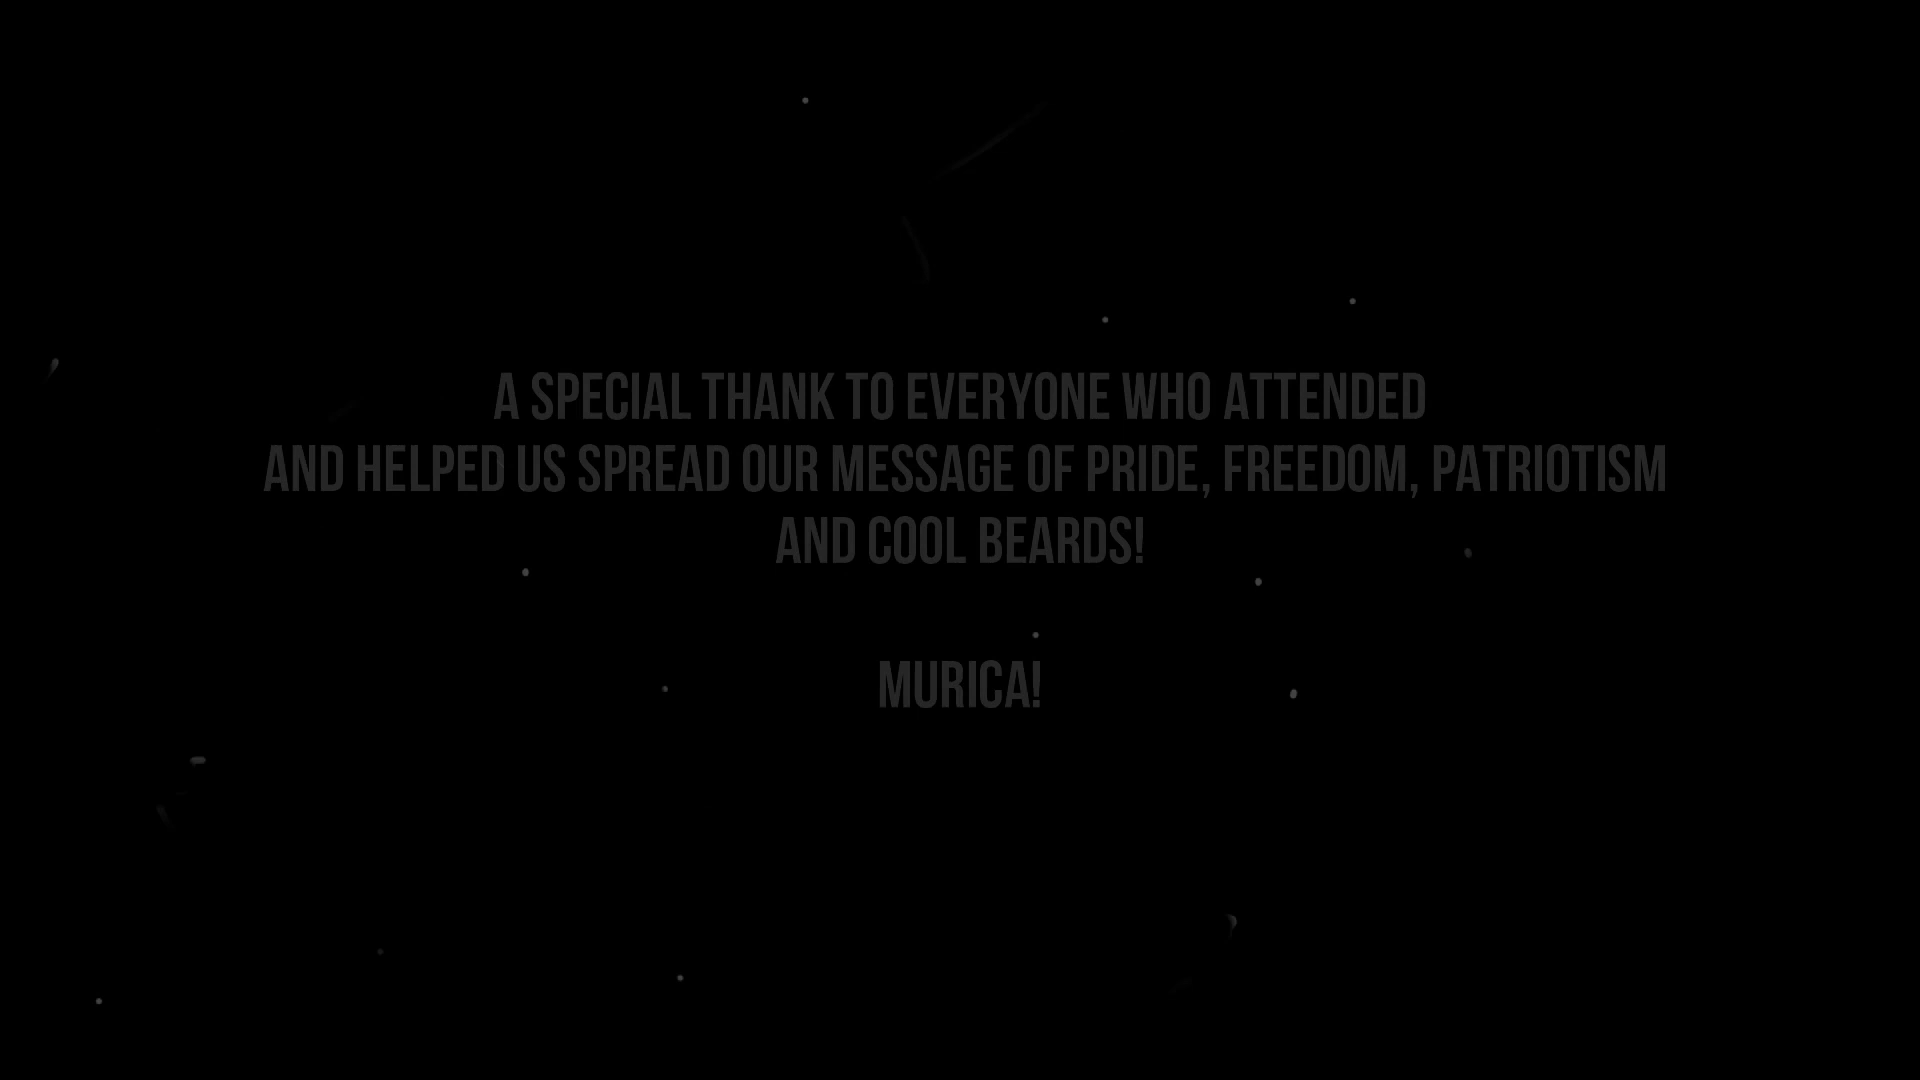 A SPECIAL THANK TO EVERYONE WHO ATTENDED
AND HELPED US SPREAD OUR MESSAGE OF PRIDE, FREEDOM, PATRIOTISM
AND COOL BEARDS!
MURICA!